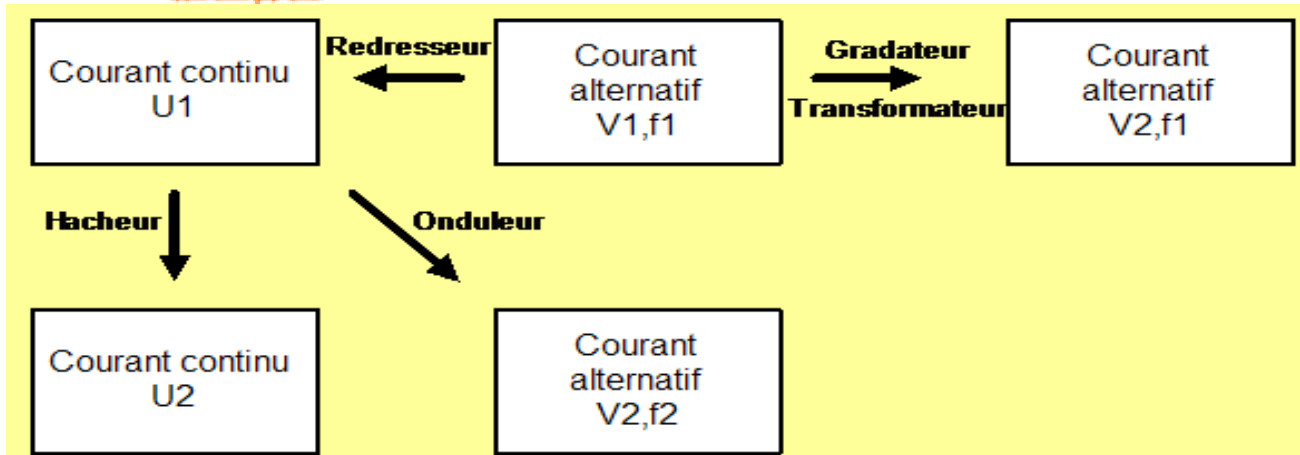 Courant continu
U1
Redresseur
Courant
alternatif
V1,f1
Gradateur
Transformateur
Courant
alternatif
V2,f1
Hacheur
Onduleur
Courant continu
U2
Courant
alternatif
V2,f2